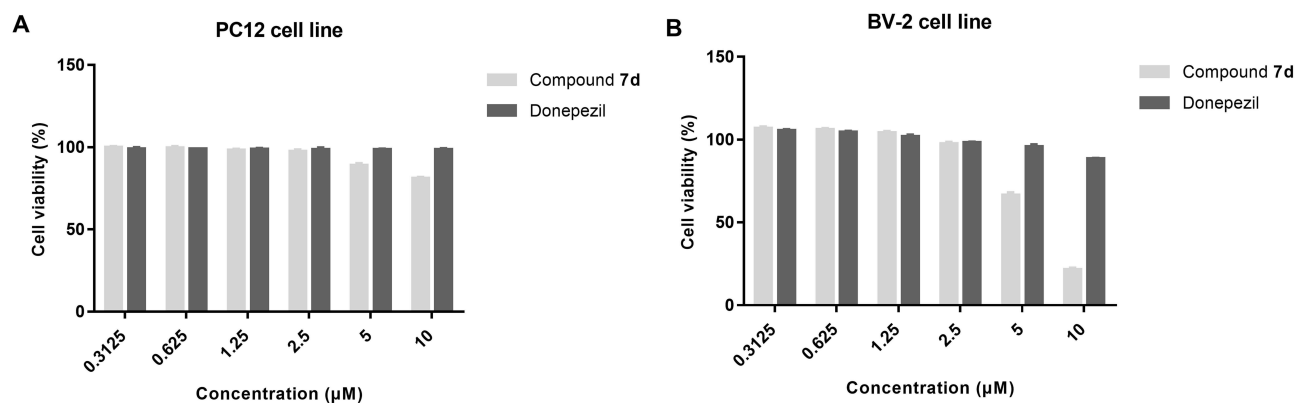 A
PC12 cell line
Cell viability (%)
150
100
50
0
0.3125
0.625
1.25
2.5
5
10
Concentration (µM)
Compound 7d
Donepezil
B
BV-2 cell line
Cell viability (%)
150
100
50
0
0.3125
0.625
1.25
2.5
5
10
Concentration (µM)
Compound 7d
Donepezil